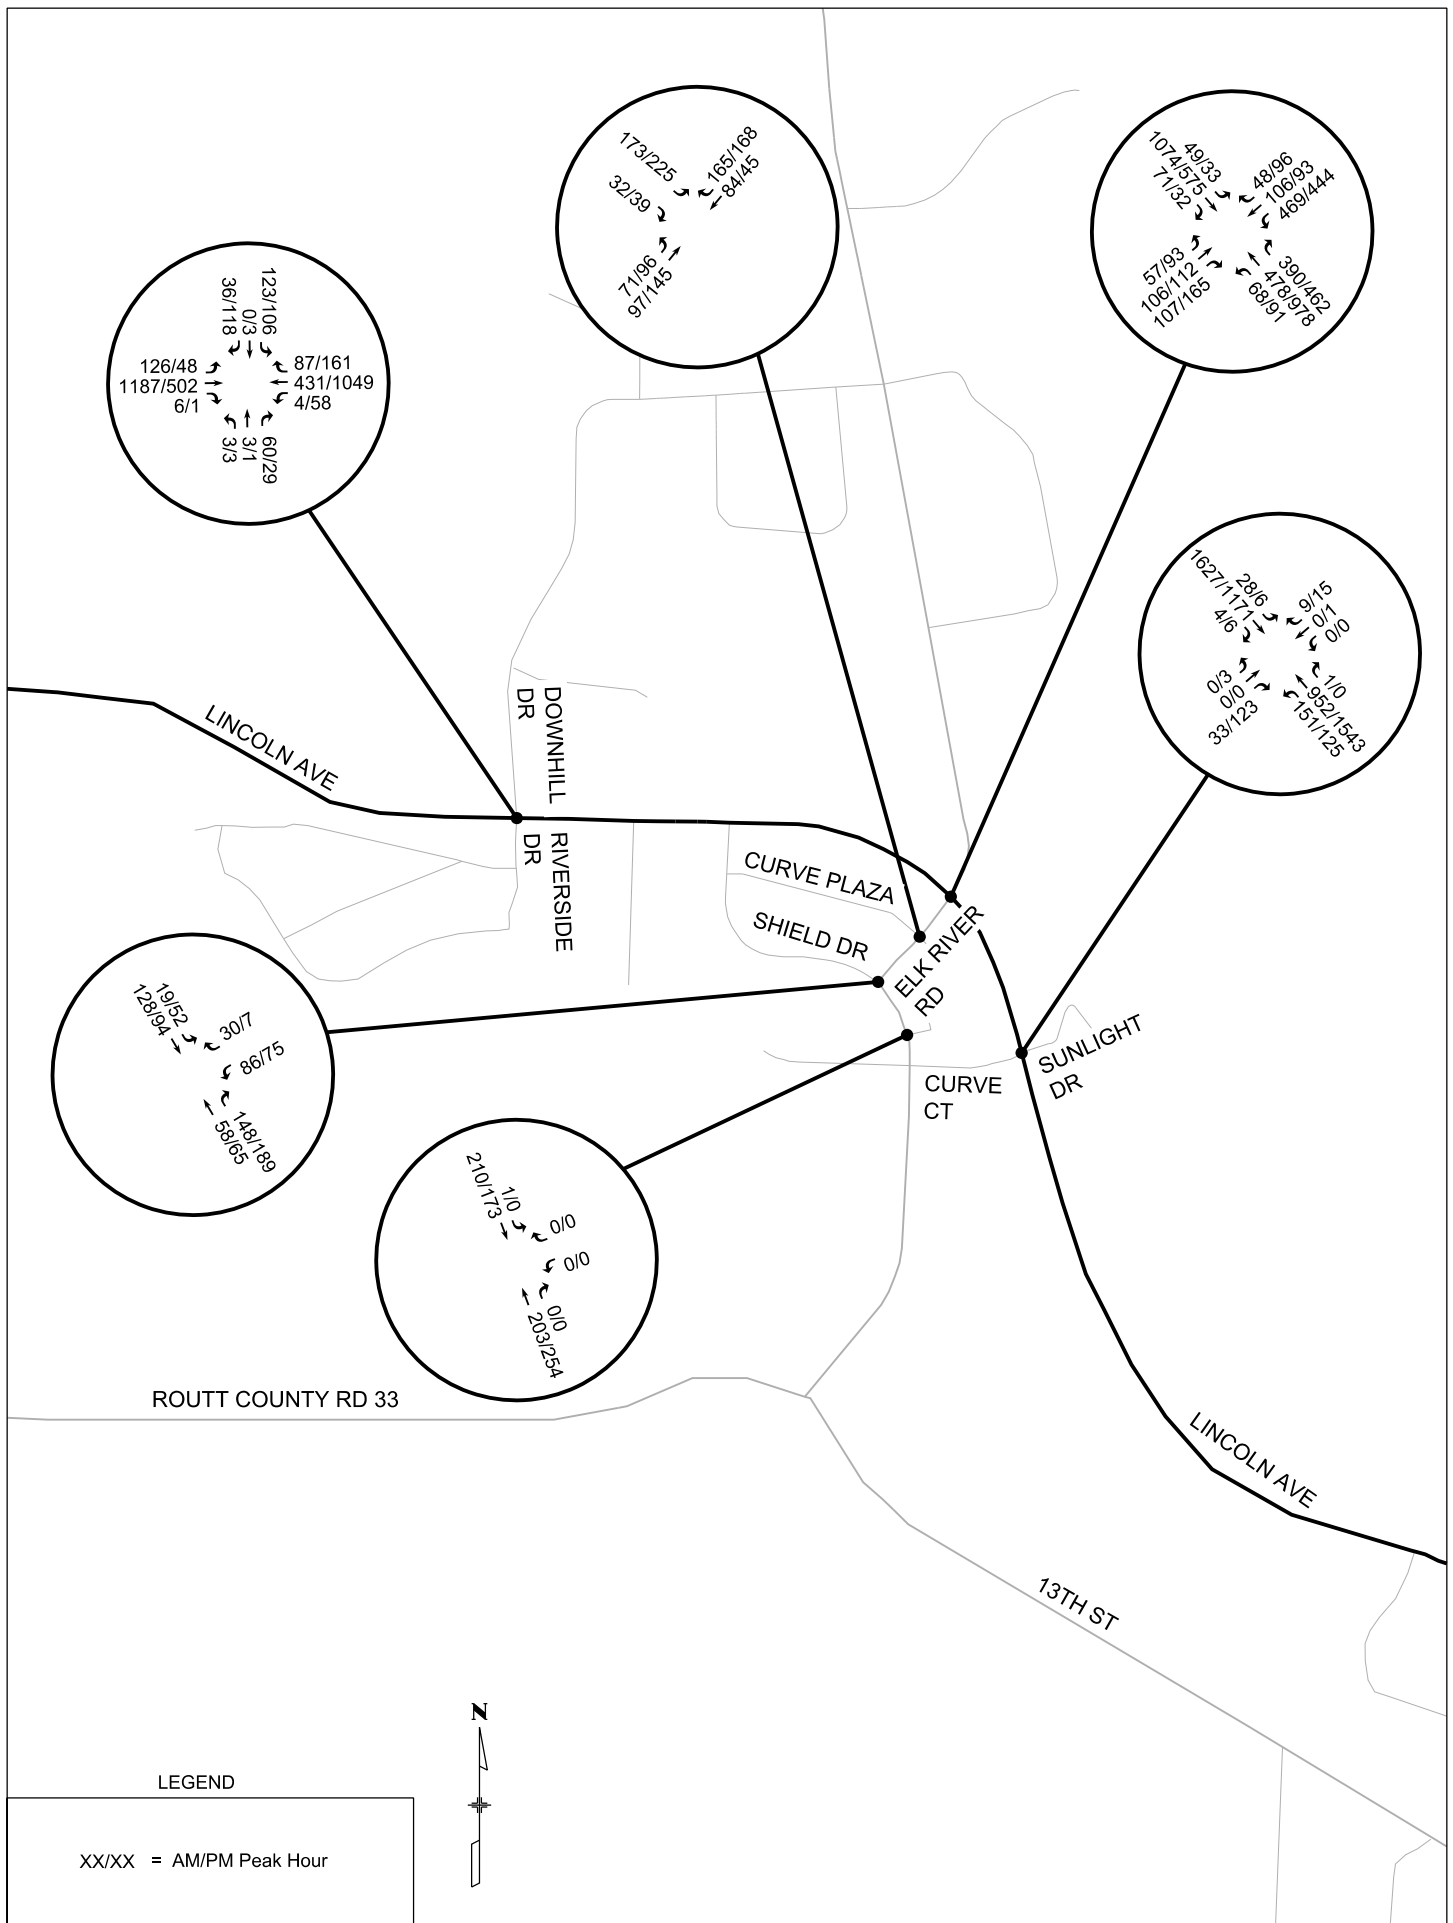 173/225
32/39
165/168
84/45
71/96
97/145
49/33
1074/575
71/32
48/96
106/93
469/444
57/93
106/112
107/165
390/462
478/978
68/91
36/118
0/3
123/106
126/48
1187/502
6/1
87/161
431/1049
4/58
3/3
3/1
60/29
28/6
1627/1171
4/6
9/15
0/1
0/0
0/3
0/0
33/123
1/0
952/1543
151/125
DOWNHILL
DR
LINCOLN AVE
RIVERSIDE
DR
CURVE PLAZA
SHIELD DR
ELK RIVER
RD
SUNLIGHT
DR
CURVE
CT
19/52
128/94
30/7
86/75
148/189
58/65
1/0
210/173
0/0
0/0
0/0
203/254
ROUTT COUNTY RD 33
LINCOLN AVE
13TH ST
N
LEGEND
XX/XX = AM/PM Peak Hour